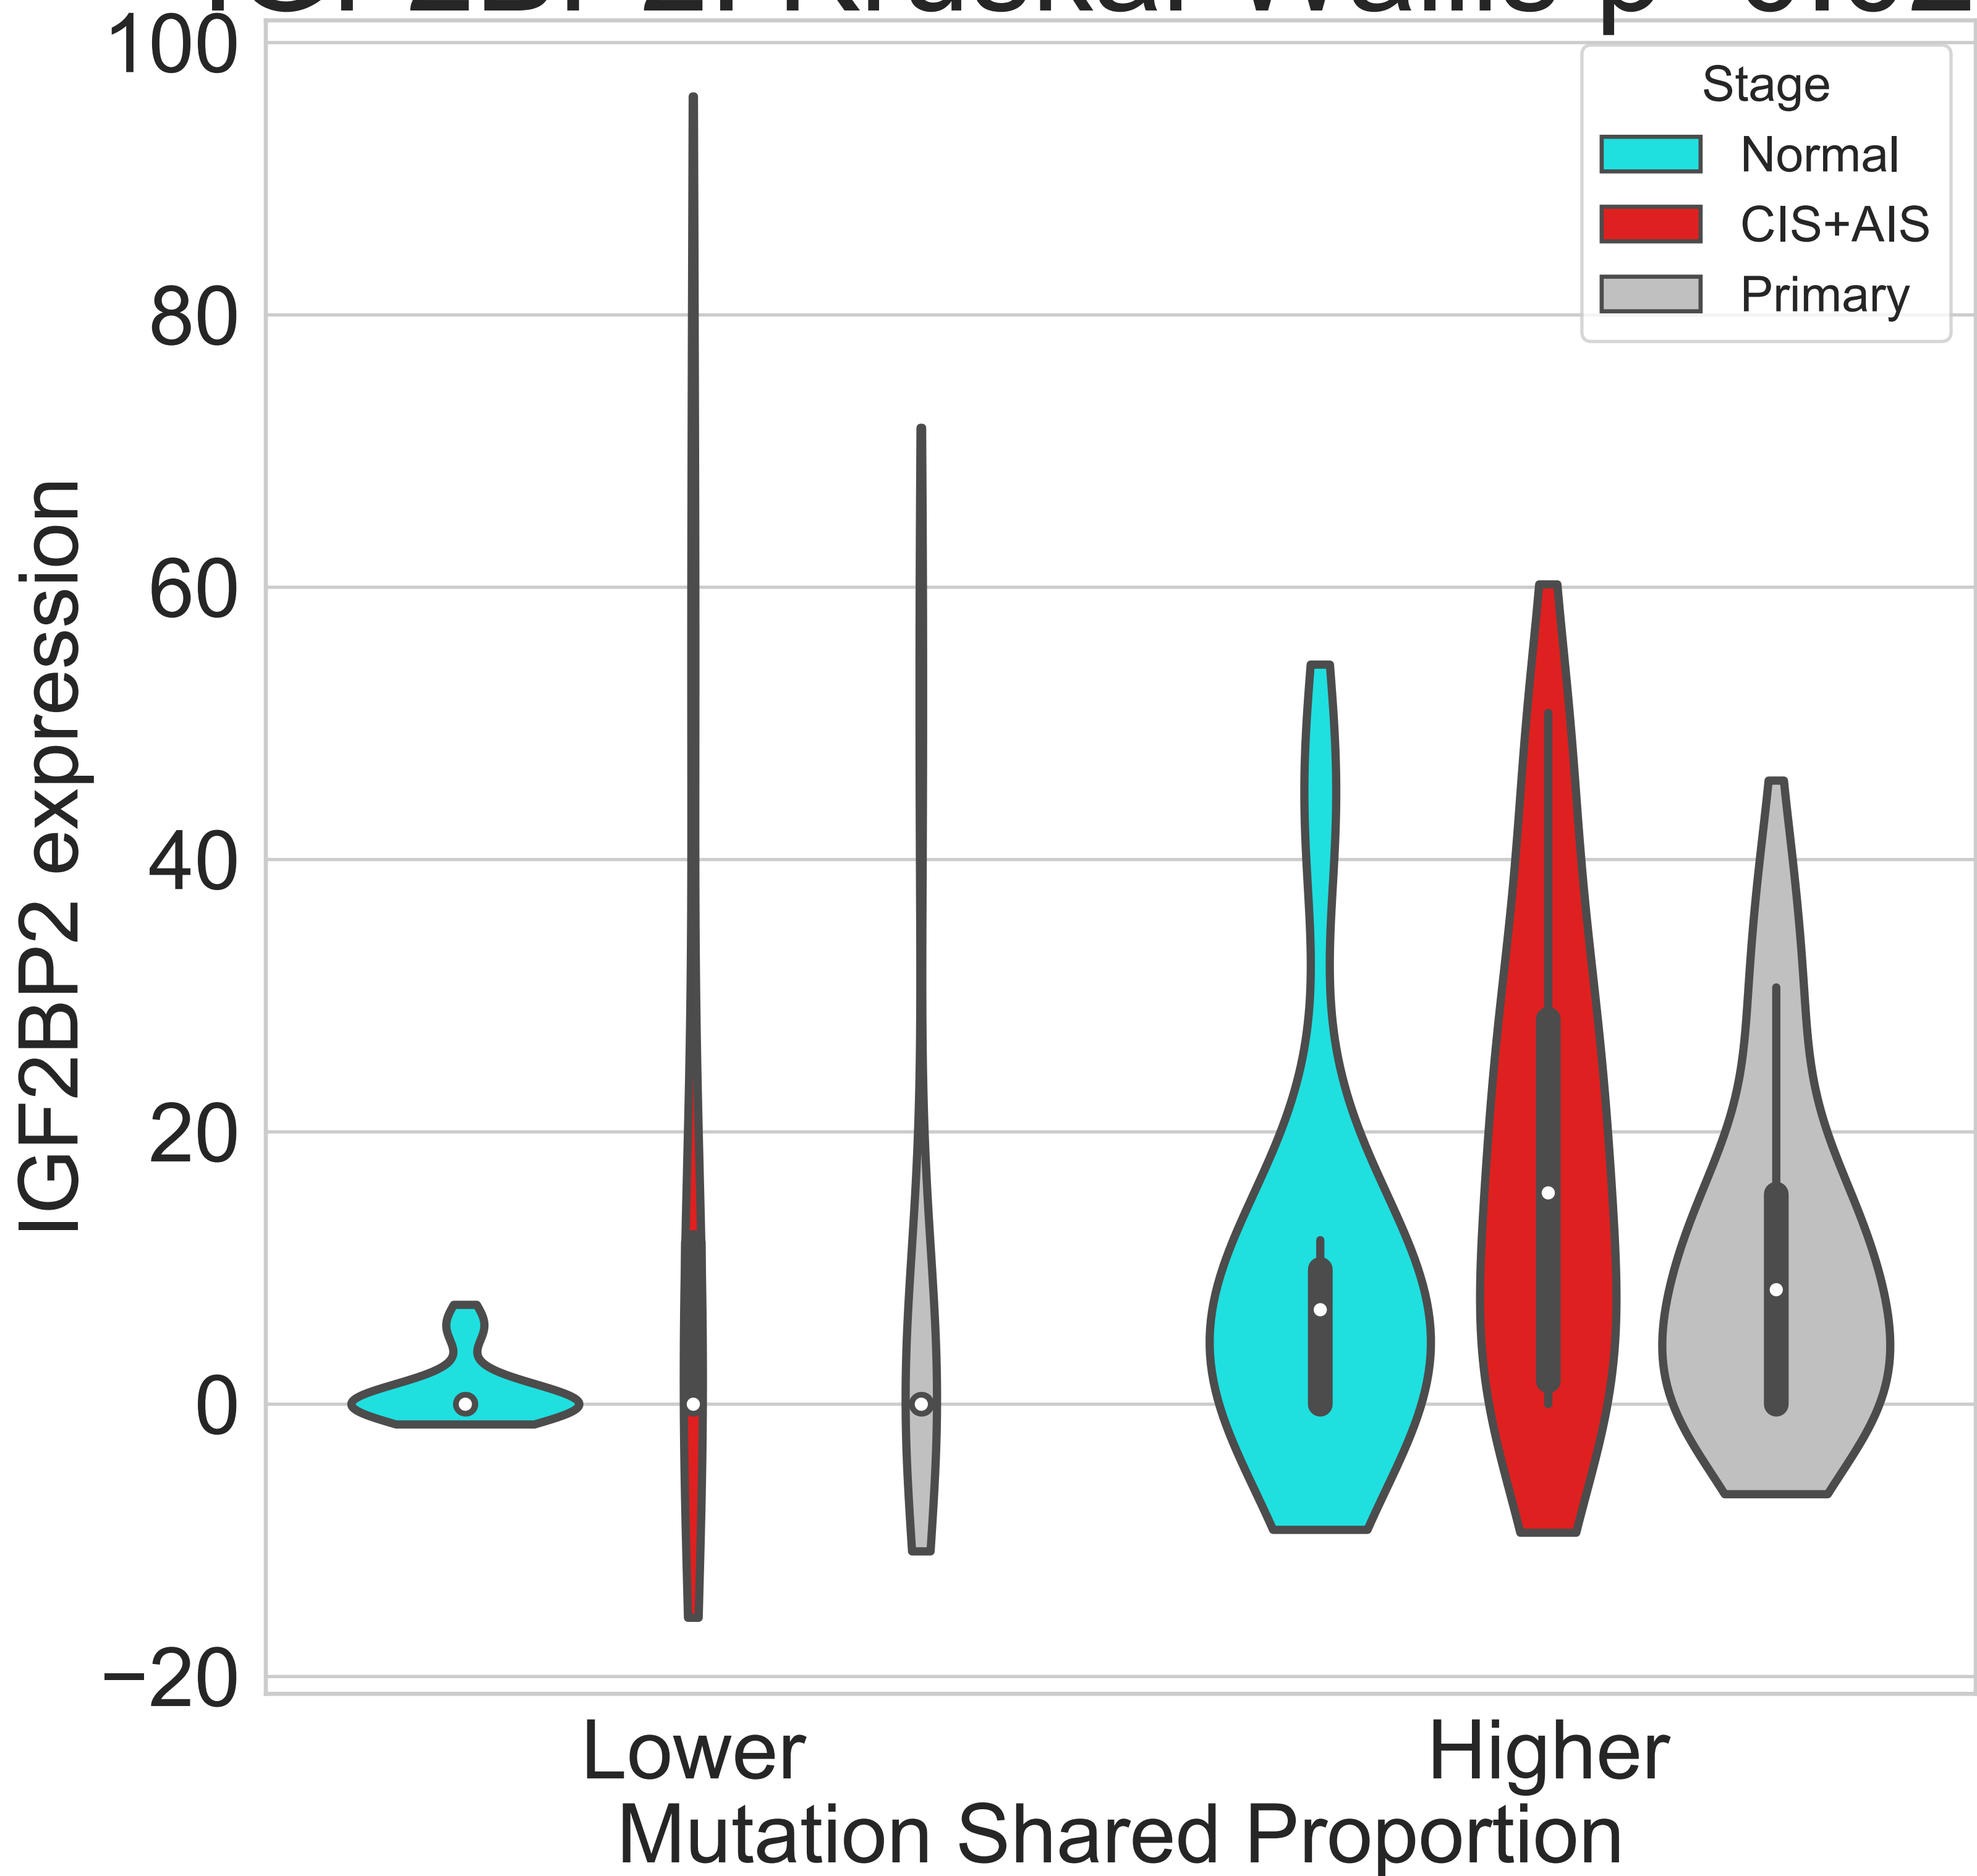 100
80
60
40
20
0
−20
IGF2BP2 expression
Stage
Normal
CIS+AIS
Primary
Lower
Higher
Mutation Shared Proportion